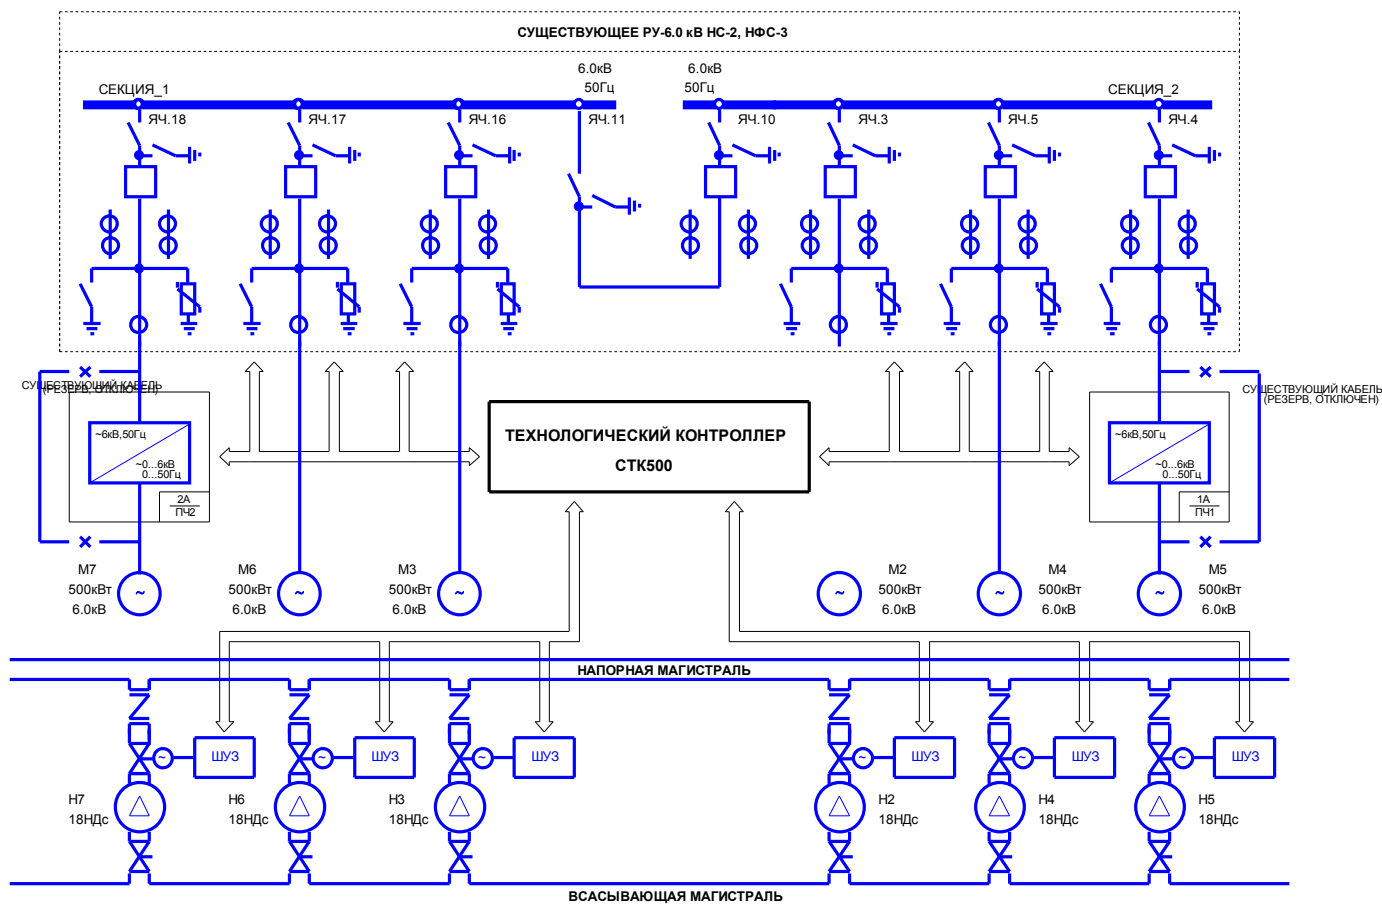 СУЩЕСТВУЮЩЕЕ РУ-6.0 кВ НС-2, НФС-3
6.0кВ
50Гц
6.0кВ
50Гц
СЕКЦИЯ_1
СЕКЦИЯ_2
ЯЧ.18
ЯЧ.17
ЯЧ.16
ЯЧ.11
ЯЧ.10
ЯЧ.3
ЯЧ.5
ЯЧ.4
СУЩЕСТВУЮЩИЙ КАБЕЛЬ
(РЕЗЕРВ, ОТКЛЮЧЕН)
СУЩЕСТВУЮЩИЙ КАБЕЛЬ
(РЕЗЕРВ, ОТКЛЮЧЕН)
~6кВ,50Гц
~0...6кВ
0...50Гц
2А
ПЧ2
ТЕХНОЛОГИЧЕСКИЙ КОНТРОЛЛЕР
СТК500
~6кВ,50Гц
~0...6кВ
0...50Гц
1А
ПЧ1
М7
500кВт
6.0кВ
~
М6
500кВт
6.0кВ
~
М3
500кВт
6.0кВ
~
~
М2
500кВт
6.0кВ
~
М4
500кВт
6.0кВ
~
М5
500кВт
6.0кВ
НАПОРНАЯ МАГИСТРАЛЬ
~
ШУЗ
~
ШУЗ
~
ШУЗ
~
ШУЗ
~
ШУЗ
~
ШУЗ
Н7
18НДс
Н6
18НДс
Н3
18НДс
Н2
18НДс
Н4
18НДс
Н5
18НДс
ВСАСЫВАЮЩАЯ МАГИСТРАЛЬ